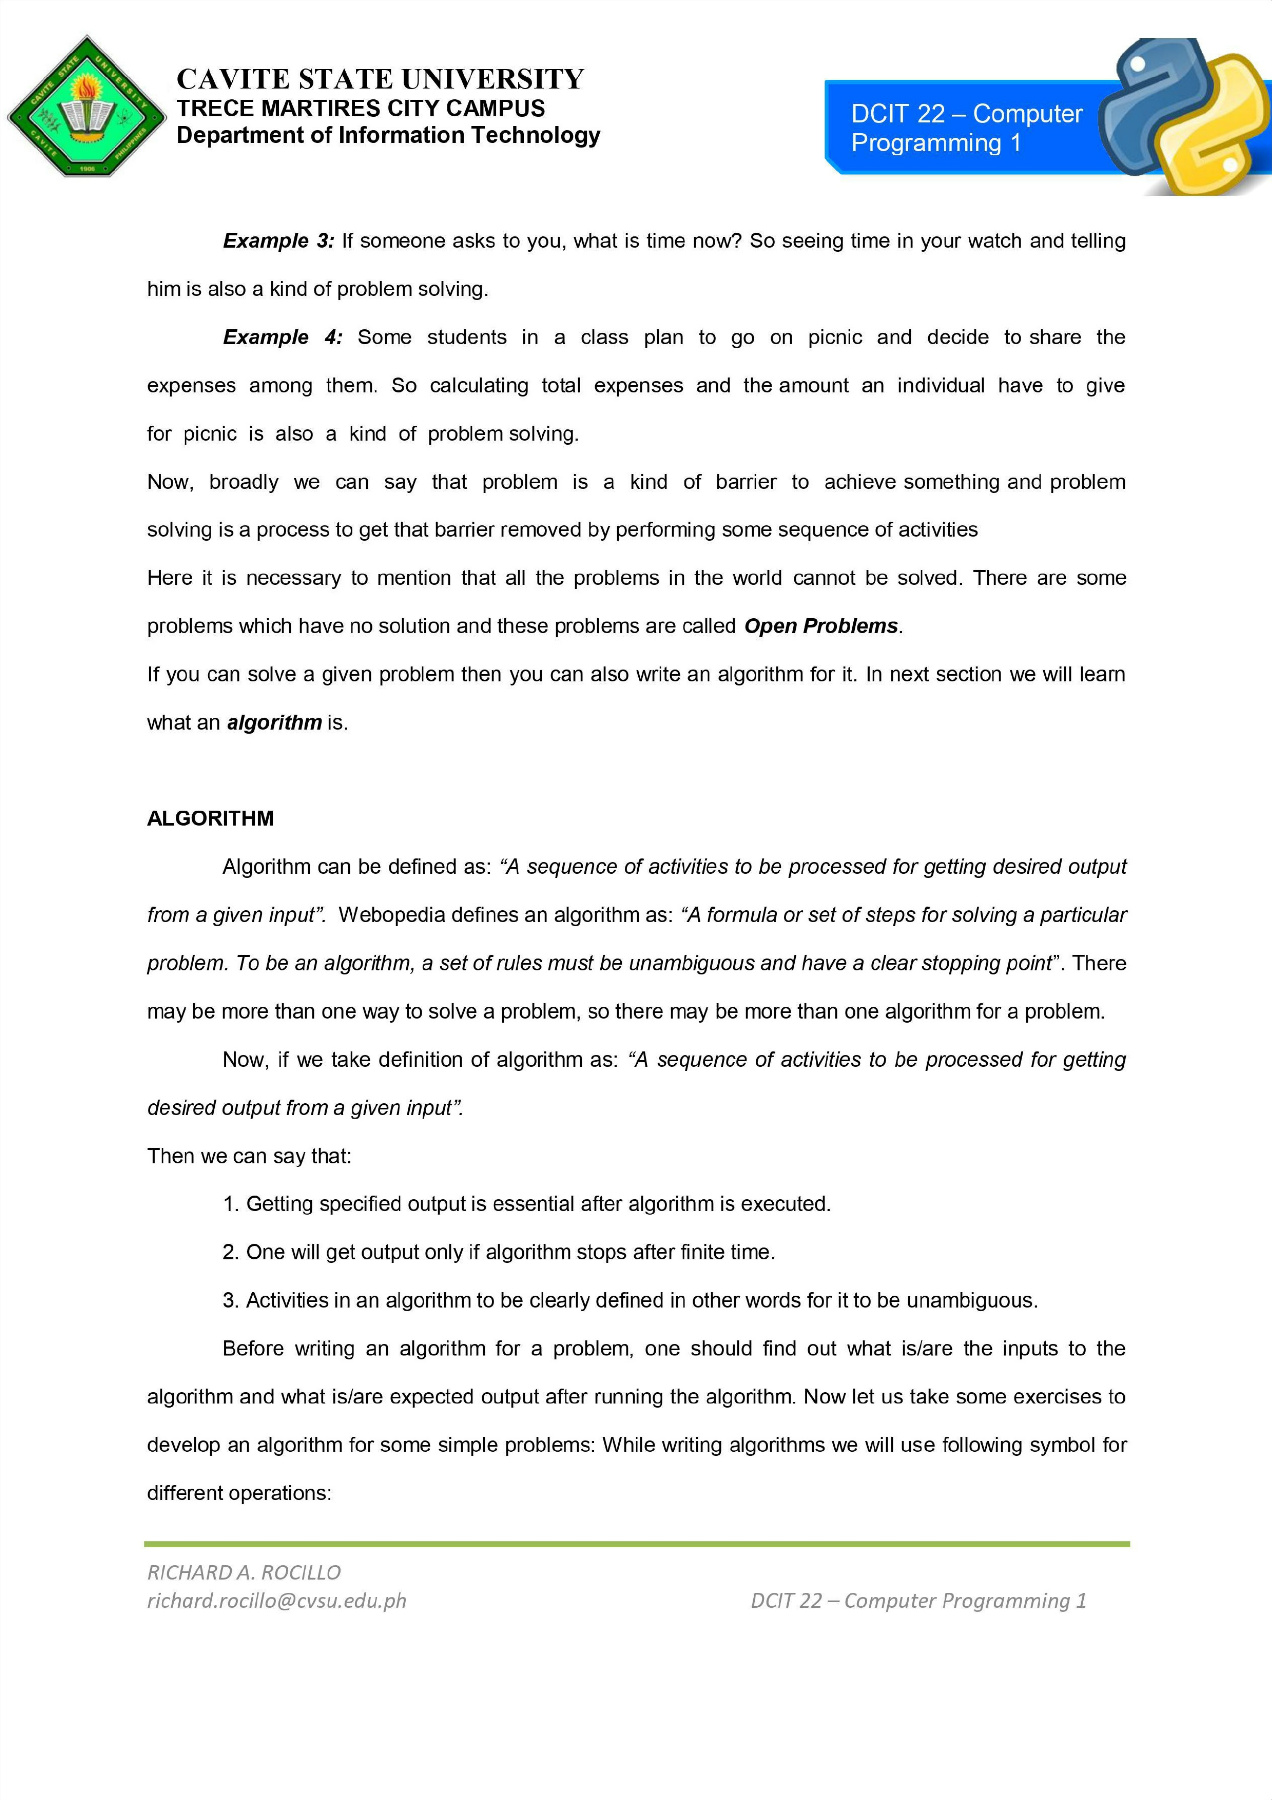 CAVITE STATE UNIVERSITY
TRECE MARTIRES CITY CAMPUS
Department of Information Technology
DCIT 22 – Computer
Programming 1
CAVITE STATE UNIVERSITY
CAVITE
PHILIPPINES
1906
Example 3: If someone asks to you, what is time now? So seeing time in your watch and telling
him is also a kind of problem solving.
Example 4: Some students in a class plan to go on picnic and decide to share the
expenses among them. So calculating total expenses and the amount an individual have to give
for picnic is also a kind of problem solving.
Now, broadly we can say that problem is a kind of barrier to achieve something and problem
solving is a process to get that barrier removed by performing some sequence of activities
Here it is necessary to mention that all the problems in the world cannot be solved. There are some
problems which have no solution and these problems are called Open Problems.
If you can solve a given problem then you can also write an algorithm for it. In next section we will learn
what an algorithm is.
ALGORITHM
Algorithm can be defined as: “A sequence of activities to be processed for getting desired output
from a given input”. Webopedia defines an algorithm as: “A formula or set of steps for solving a particular
problem. To be an algorithm, a set of rules must be unambiguous and have a clear stopping point”. There
may be more than one way to solve a problem, so there may be more than one algorithm for a problem.
Now, if we take definition of algorithm as: “A sequence of activities to be processed for getting
desired output from a given input”.
Then we can say that:
1. Getting specified output is essential after algorithm is executed.
2. One will get output only if algorithm stops after finite time.
3. Activities in an algorithm to be clearly defined in other words for it to be unambiguous.
Before writing an algorithm for a problem, one should find out what is/are the inputs to the
algorithm and what is/are expected output after running the algorithm. Now let us take some exercises to
develop an algorithm for some simple problems: While writing algorithms we will use following symbol for
different operations:
RICHARD A. ROCILLO
richard.rocillo@cvsu.edu.ph
DCIT 22 – Computer Programming 1